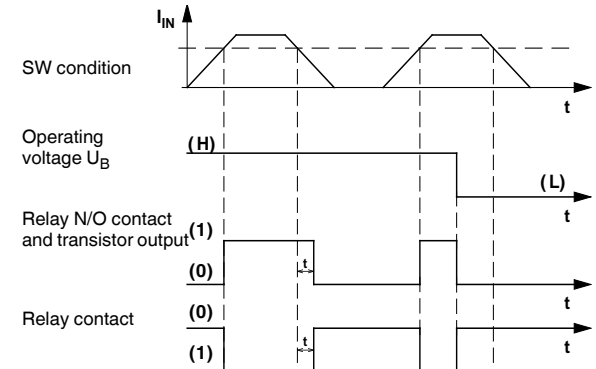 I_IN
SW condition
t
Operating
voltage U_B
(H)
(L)
t
Relay N/O contact
and transistor output
(1)
t
(0)
t
(0)
Relay contact
t
t
(1)